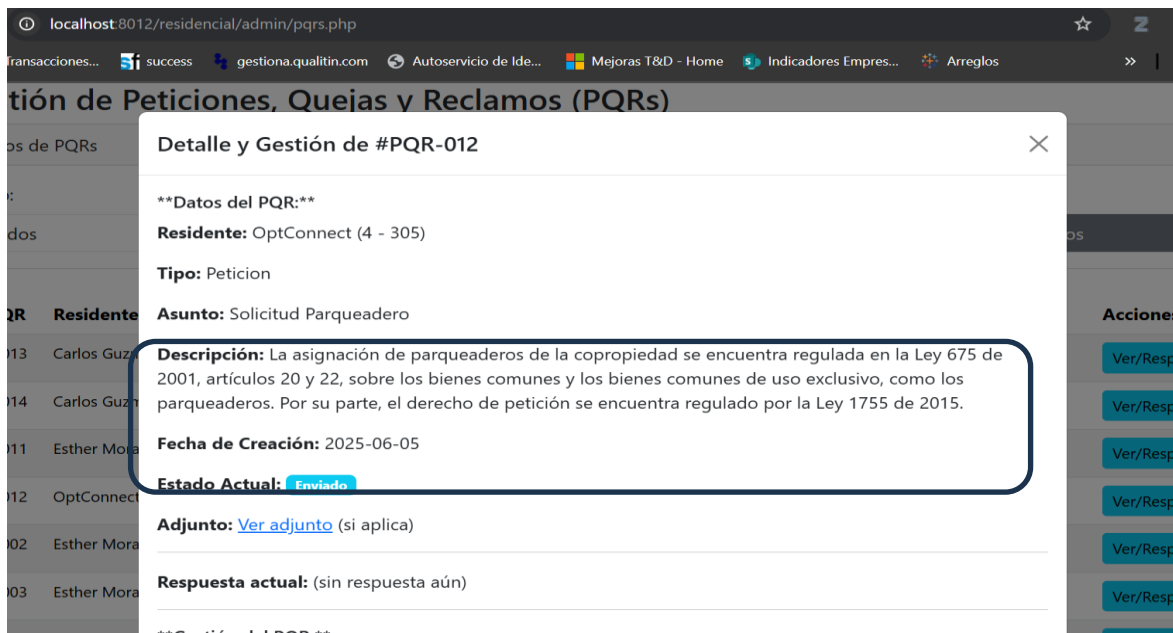 localhost:8012/residencial/admin/pqrs.php
Transacciones... success gestiona.qualitin.com Autoservicio de Ide... Mejoras T&D - Home Indicadores Empres... Arreglos »
tión de Peticiones, Quejas y Reclamos (PQRs)
os de PQRs
Detalle y Gestión de #PQR-012
**Datos del PQR:**
Residente: OptConnect (4 - 305)
dos
os
Tipo: Peticion
QR Residente Asunto: Solicitud Parqueadero Acciones
013 Carlos Guzm Descripción: La asignación de parqueaderos de la copropiedad se encuentra regulada en la Ley 675 de Ver/Resp
2001, artículos 20 y 22, sobre los bienes comunes y los bienes comunes de uso exclusivo, como los
014 Carlos Guzm parqueaderos. Por su parte, el derecho de petición se encuentra regulado por la Ley 1755 de 2015. Ver/Resp
011 Esther Mora Fecha de Creación: 2025-06-05 Ver/Resp
012 OptConnect Estado Actual: Enviado Ver/Resp
Adjunto: Ver adjunto (si aplica)
002 Esther Mora Ver/Resp
003 Esther Mora Respuesta actual: (sin respuesta aún) Ver/Resp
**Gestión del PQR:**